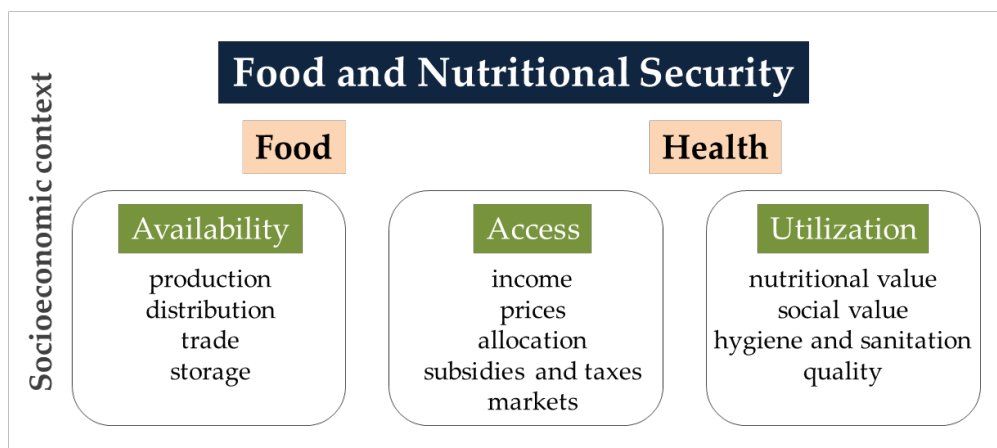 Socioeconomic context
Food and Nutritional Security
Food
Health
Availability
production
distribution
trade
storage
Access
income
prices
allocation
subsidies and taxes
markets
Utilization
nutritional value
social value
hygiene and sanitation
quality